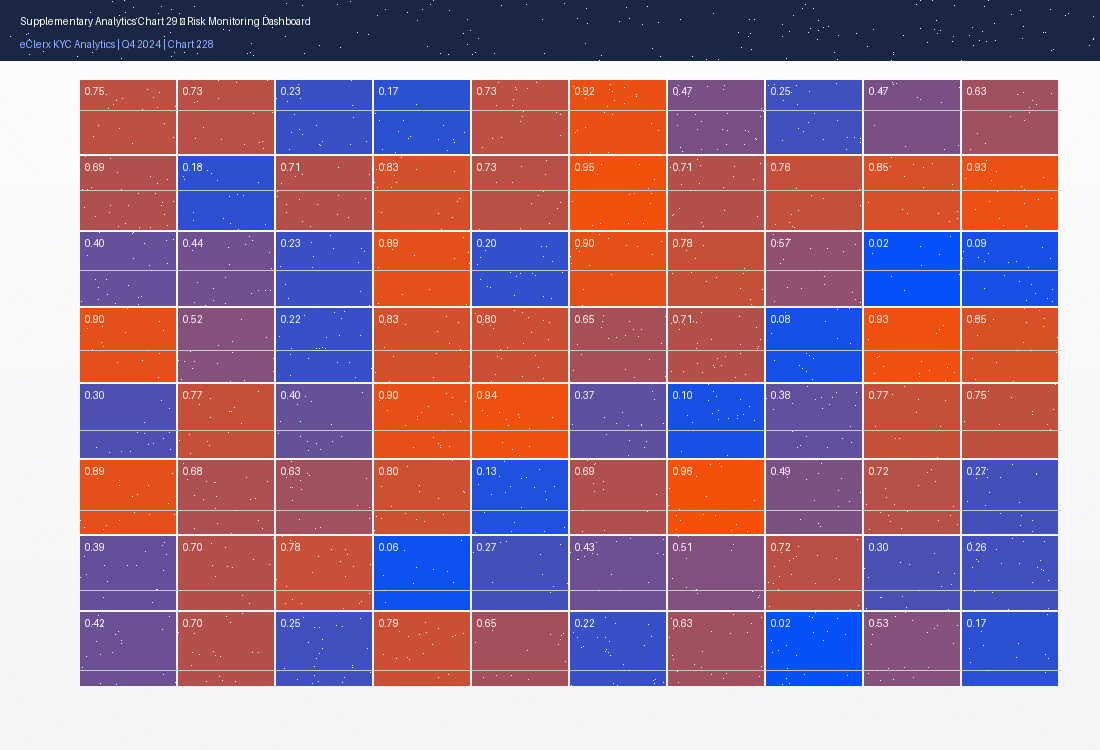 Supplementary Analytics Chart 29 Risk Monitoring Dashboard
eClerx KYC Analytics | Q4 2024 | Chart 228
0.75 0.73 0.23 0.17 0.73 0.92 0.47 0.25 0.47 0.63
0.69 0.18 0.71 0.83 0.73 0.95 0.71 0.76 0.85 0.93
0.40 0.44 0.23 0.89 0.20 0.90 0.78 0.57 0.02 0.09
0.90 0.52 0.22 0.83 0.80 0.65 0.71 0.08 0.93 0.85
0.30 0.77 0.40 0.90 0.94 0.37 0.10 0.38 0.77 0.75
0.89 0.68 0.63 0.80 0.13 0.69 0.96 0.49 0.72 0.27
0.39 0.70 0.78 0.06 0.27 0.43 0.51 0.72 0.30 0.26
0.42 0.70 0.25 0.79 0.65 0.22 0.63 0.02 0.53 0.17